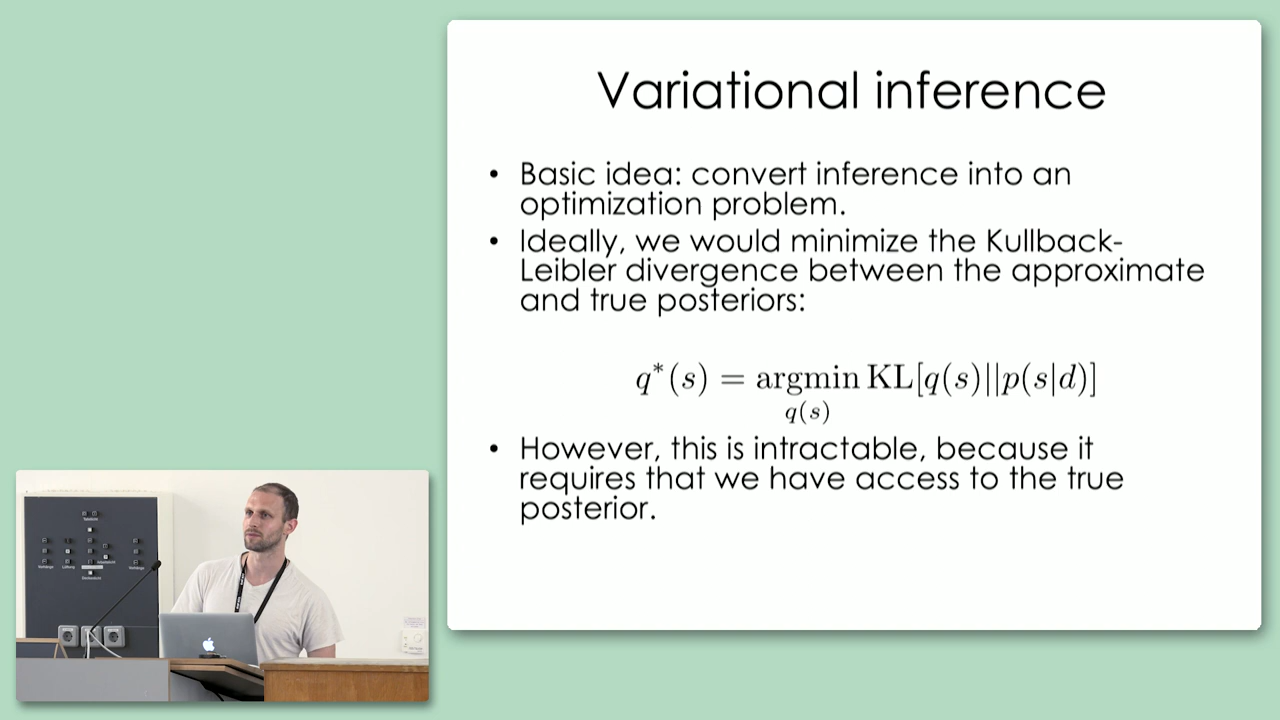 Variational inference
• Basic idea: convert inference into an
optimization problem.
• Ideally, we would minimize the Kullback-
Leibler divergence between the approximate
and true posteriors:
q*(s) = argmin KL[q(s)||p(s|d)]
q(s)
• However, this is intractable, because it
requires that we have access to the true
posterior.